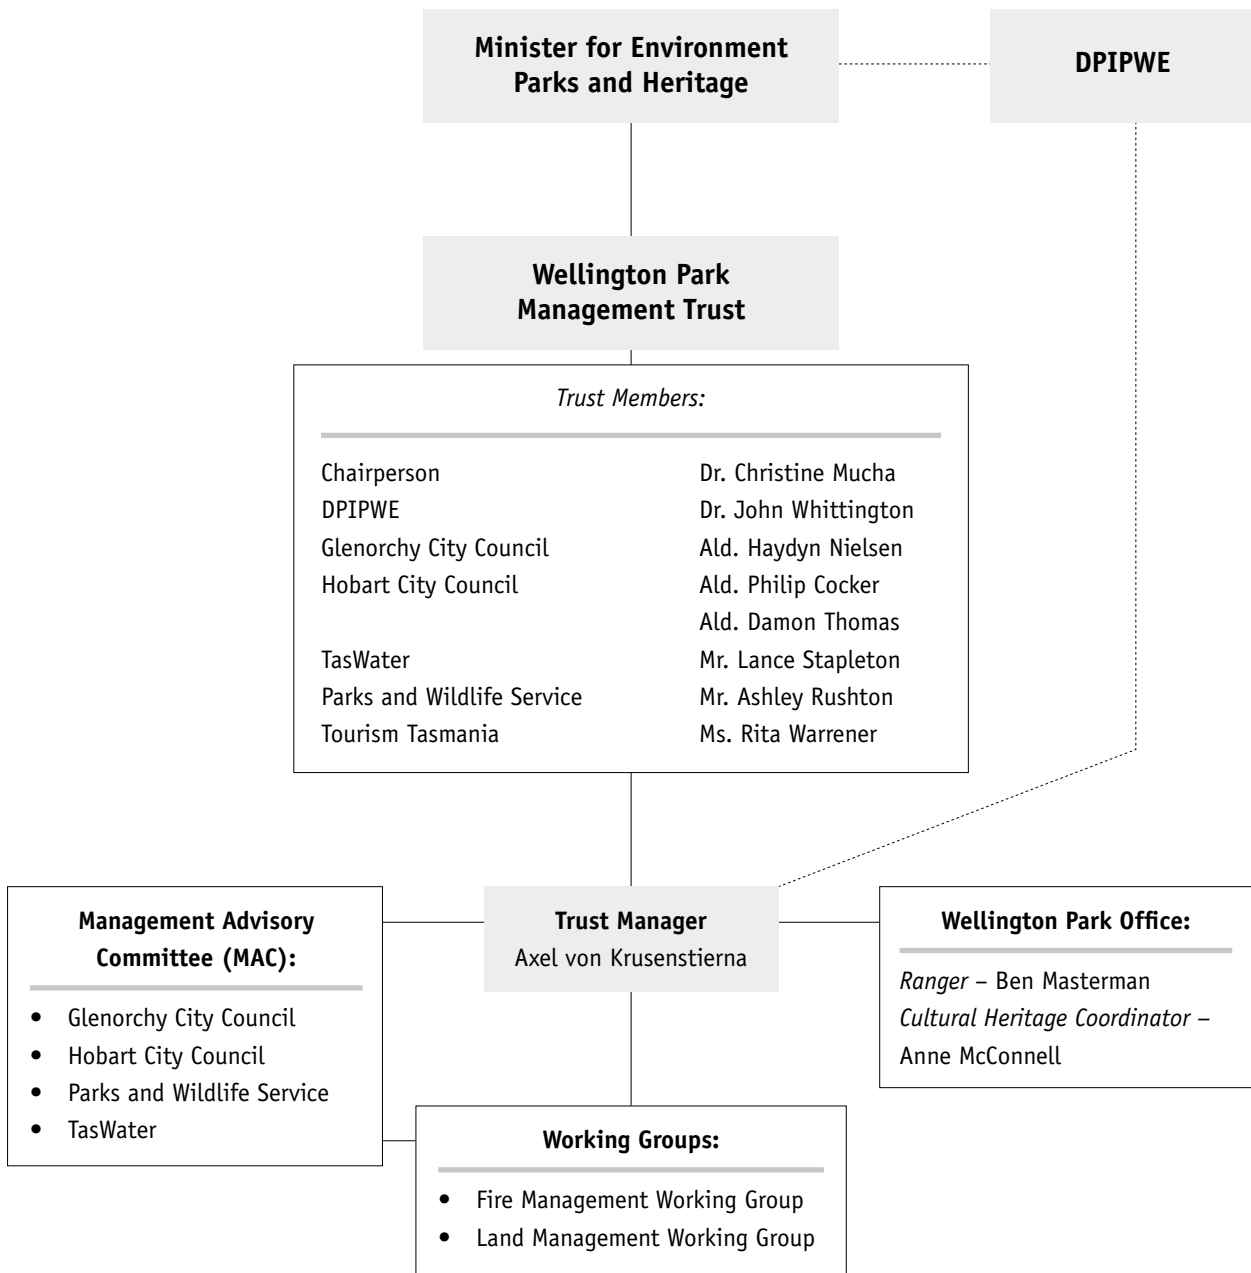 Minister for Environment
Parks and Heritage
DPIPWE
Wellington Park
Management Trust
Trust Members:
Chairperson Dr. Christine Mucha
DPIPWE Dr. John Whittington
Glenorchy City Council Ald. Haydyn Nielsen
Hobart City Council Ald. Philip Cocker
Ald. Damon Thomas
TasWater Mr. Lance Stapleton
Parks and Wildlife Service Mr. Ashley Rushton
Tourism Tasmania Ms. Rita Warrener
Management Advisory
Committee (MAC):
• Glenorchy City Council
• Hobart City Council
• Parks and Wildlife Service
• TasWater
Trust Manager
Axel von Krusenstierna
Wellington Park Office:
Ranger – Ben Masterman
Cultural Heritage Coordinator –
Anne McConnell
Working Groups:
• Fire Management Working Group
• Land Management Working Group